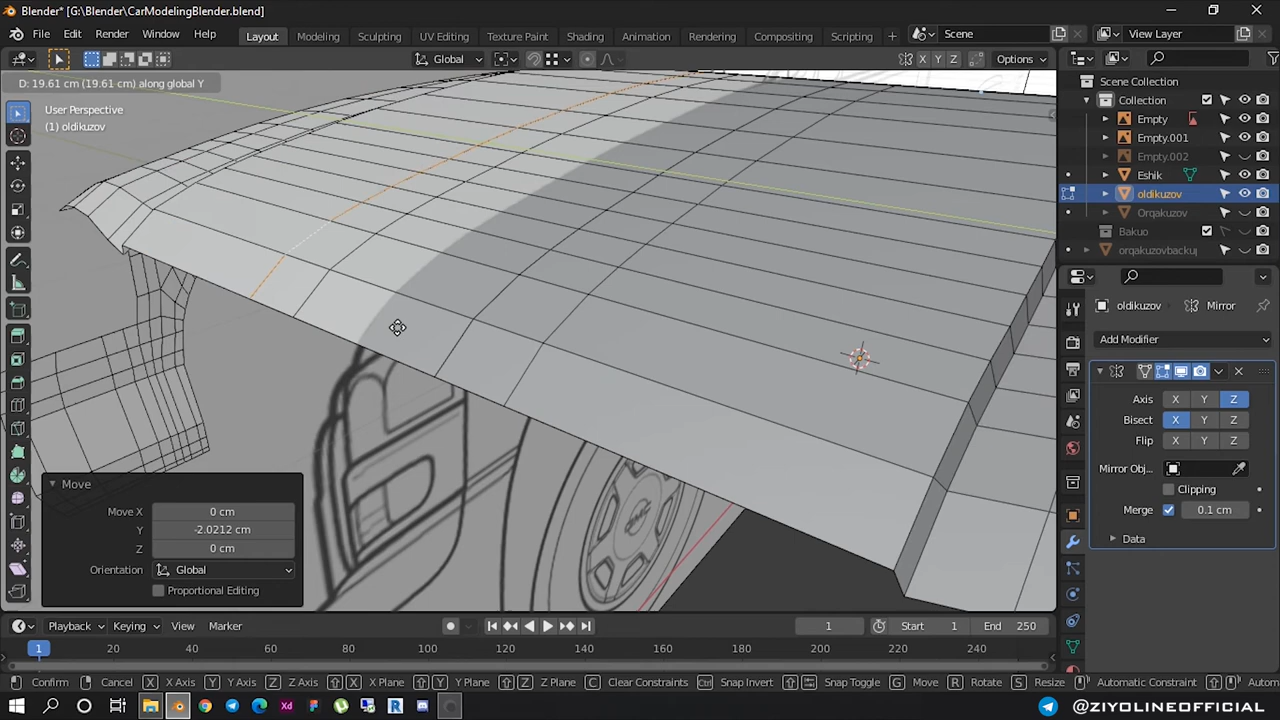 Blender* [G:\Blender\CarModelingBlender.blend]
File Edit Render Window Help Layout Modeling Sculpting UV Editing Texture Paint Shading Animation Rendering Compositing Scripting + Scene View Layer
Global X Y Z Options
D: 19.61 cm (19.61 cm) along global Y
User Perspective
(1) oldikuzov
Scene Collection
Collection
Empty
Empty.001
Empty.002
Eshik
oldikuzov
Orqakuzov
Bakuo
orqakuzovbackup
oldikuzov Mirror
Add Modifier
Axis X Y Z
Bisect X Y Z
Flip X Y Z
Mirror Obj...
Clipping
Merge 0.1 cm
Data
Move
Move X 0 cm
Y -2.0212 cm
Z 0 cm
Orientation Global
Proportional Editing
Playback Keying View Marker 1 Start 1 End 250
1 20 40 60 80 100 120 140 160 180 200 220 240
Confirm Cancel X X Axis Y Y Axis Z Z Axis X X Plane Y Y Plane Z Z Plane C Clear Constraints Ctrl Snap Invert Snap Toggle G Move R Rotate S Resize Automatic Constraint Autom
Xd R @ZIYOLINEOFFICIAL